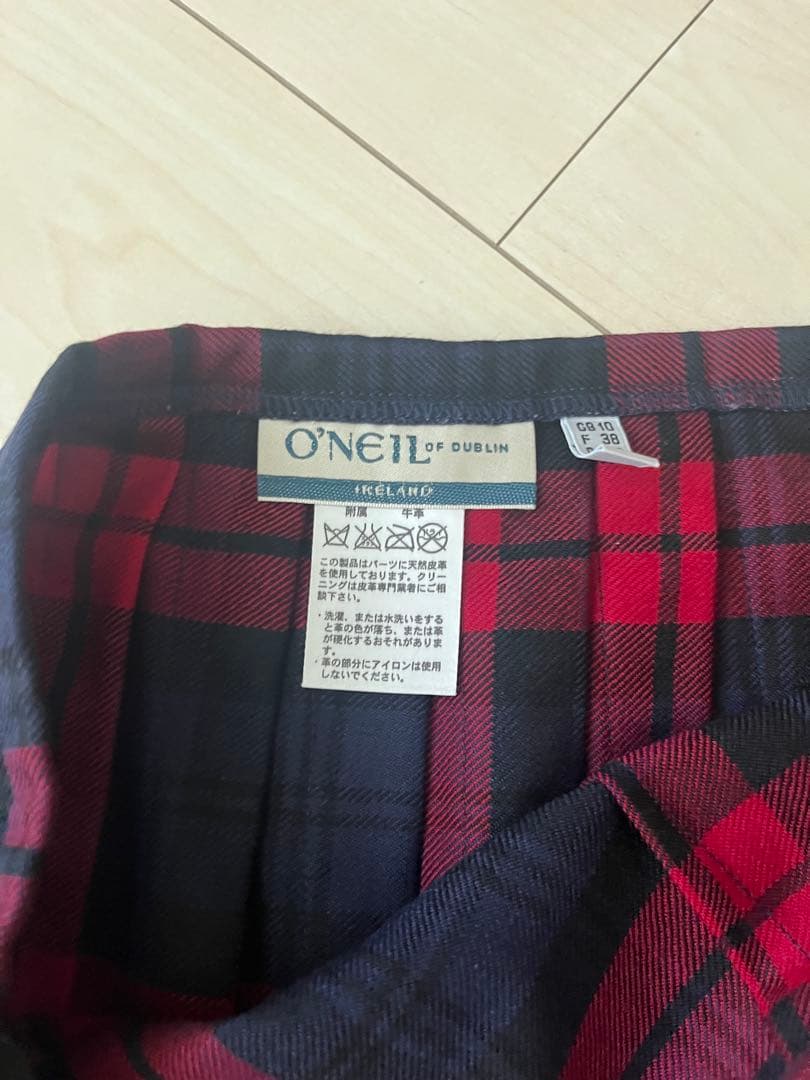 O'NEIL OF DUBLIN
IRELAND
GB 10
F 38
附属 牛革
この製品はパーツに天然皮革
を使用しております。クリー
ニングは皮革専門業者にご相
談下さい。
・洗濯、または水洗いをする
と革の色が落ち、または革
が硬化するおそれがありま
す。
・革の部分にアイロンは使用
しないでください。